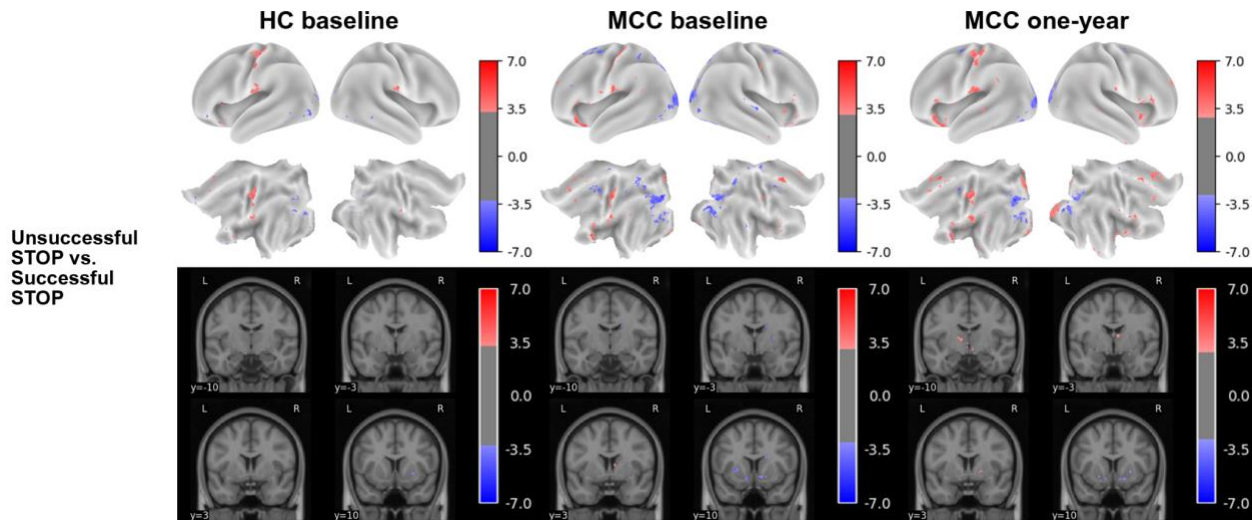 HC baseline
MCC baseline
MCC one-year
7.0
3.5
0.0
-3.5
-7.0
7.0
3.5
0.0
-3.5
-7.0
7.0
3.5
0.0
-3.5
-7.0
Unsuccessful
STOP vs.
Successful
STOP
L R L R
y=-10 y=-3
L R L R
y=3 y=10
7.0
3.5
0.0
-3.5
-7.0
L R L R
y=-10 y=-3
L R L R
y=3 y=10
7.0
3.5
0.0
-3.5
-7.0
L R L R
y=-10 y=-3
L R L R
y=3 y=10
7.0
3.5
0.0
-3.5
-7.0